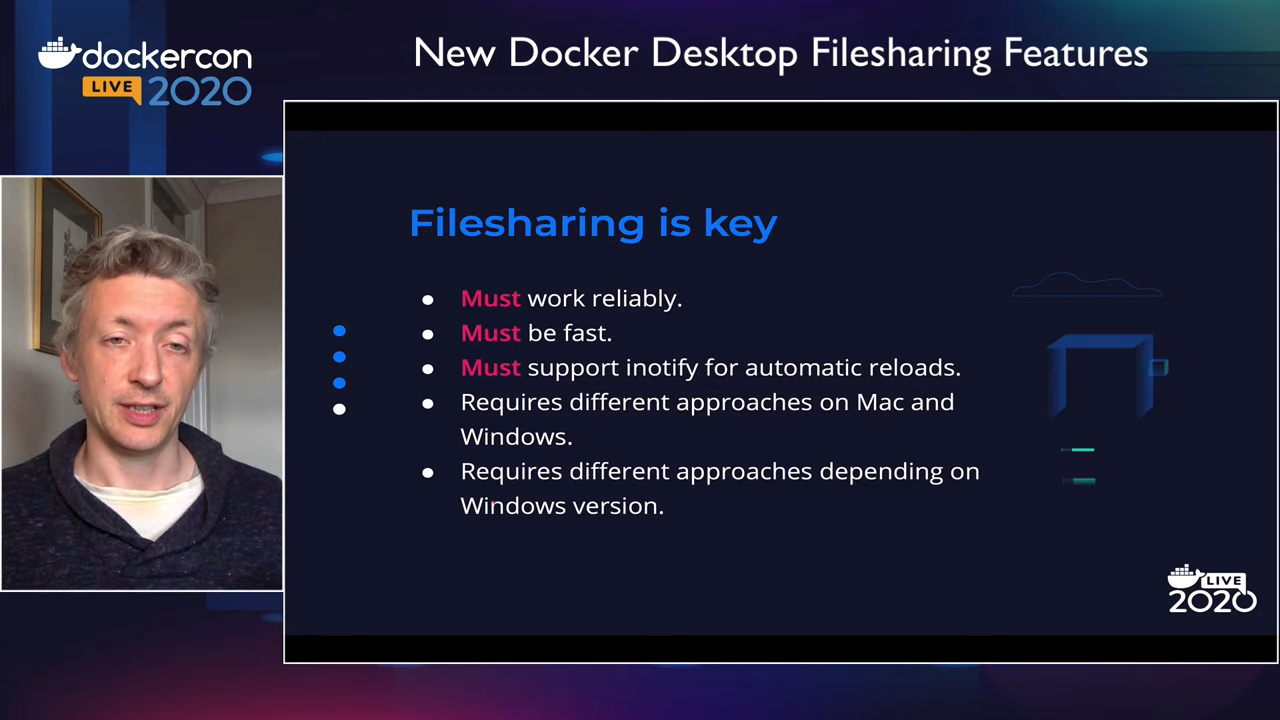 dockercon
LIVE 2020
New Docker Desktop Filesharing Features
Filesharing is key
● Must work reliably.
● Must be fast.
● Must support inotify for automatic reloads.
● Requires different approaches on Mac and
Windows.
● Requires different approaches depending on
Windows version.
LIVE
2020